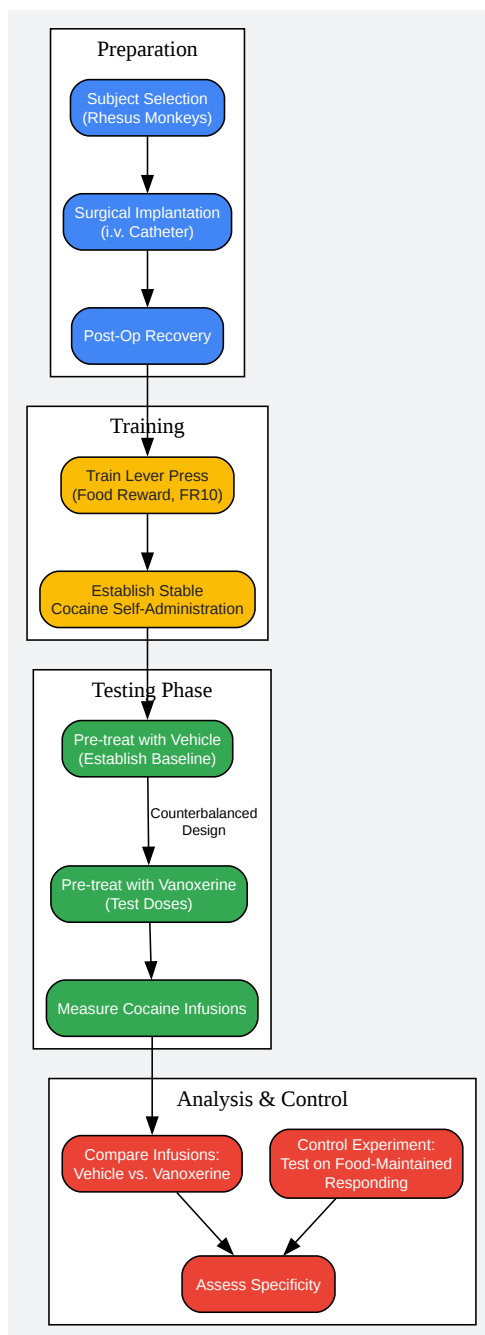 Preparation
Subject Selection
(Rhesus Monkeys)
Surgical Implantation
(i.v. Catheter)
Post-Op Recovery
Training
Train Lever Press
(Food Reward, FR10)
Establish Stable
Cocaine Self-Administration
Testing Phase
Pre-treat with Vehicle
(Establish Baseline)
Counterbalanced
Design
Pre-treat with Vanoxerine
(Test Doses)
Measure Cocaine Infusions
Analysis & Control
Compare Infusions:
Vehicle vs. Vanoxerine
Control Experiment:
Test on Food-Maintained
Responding
Assess Specificity